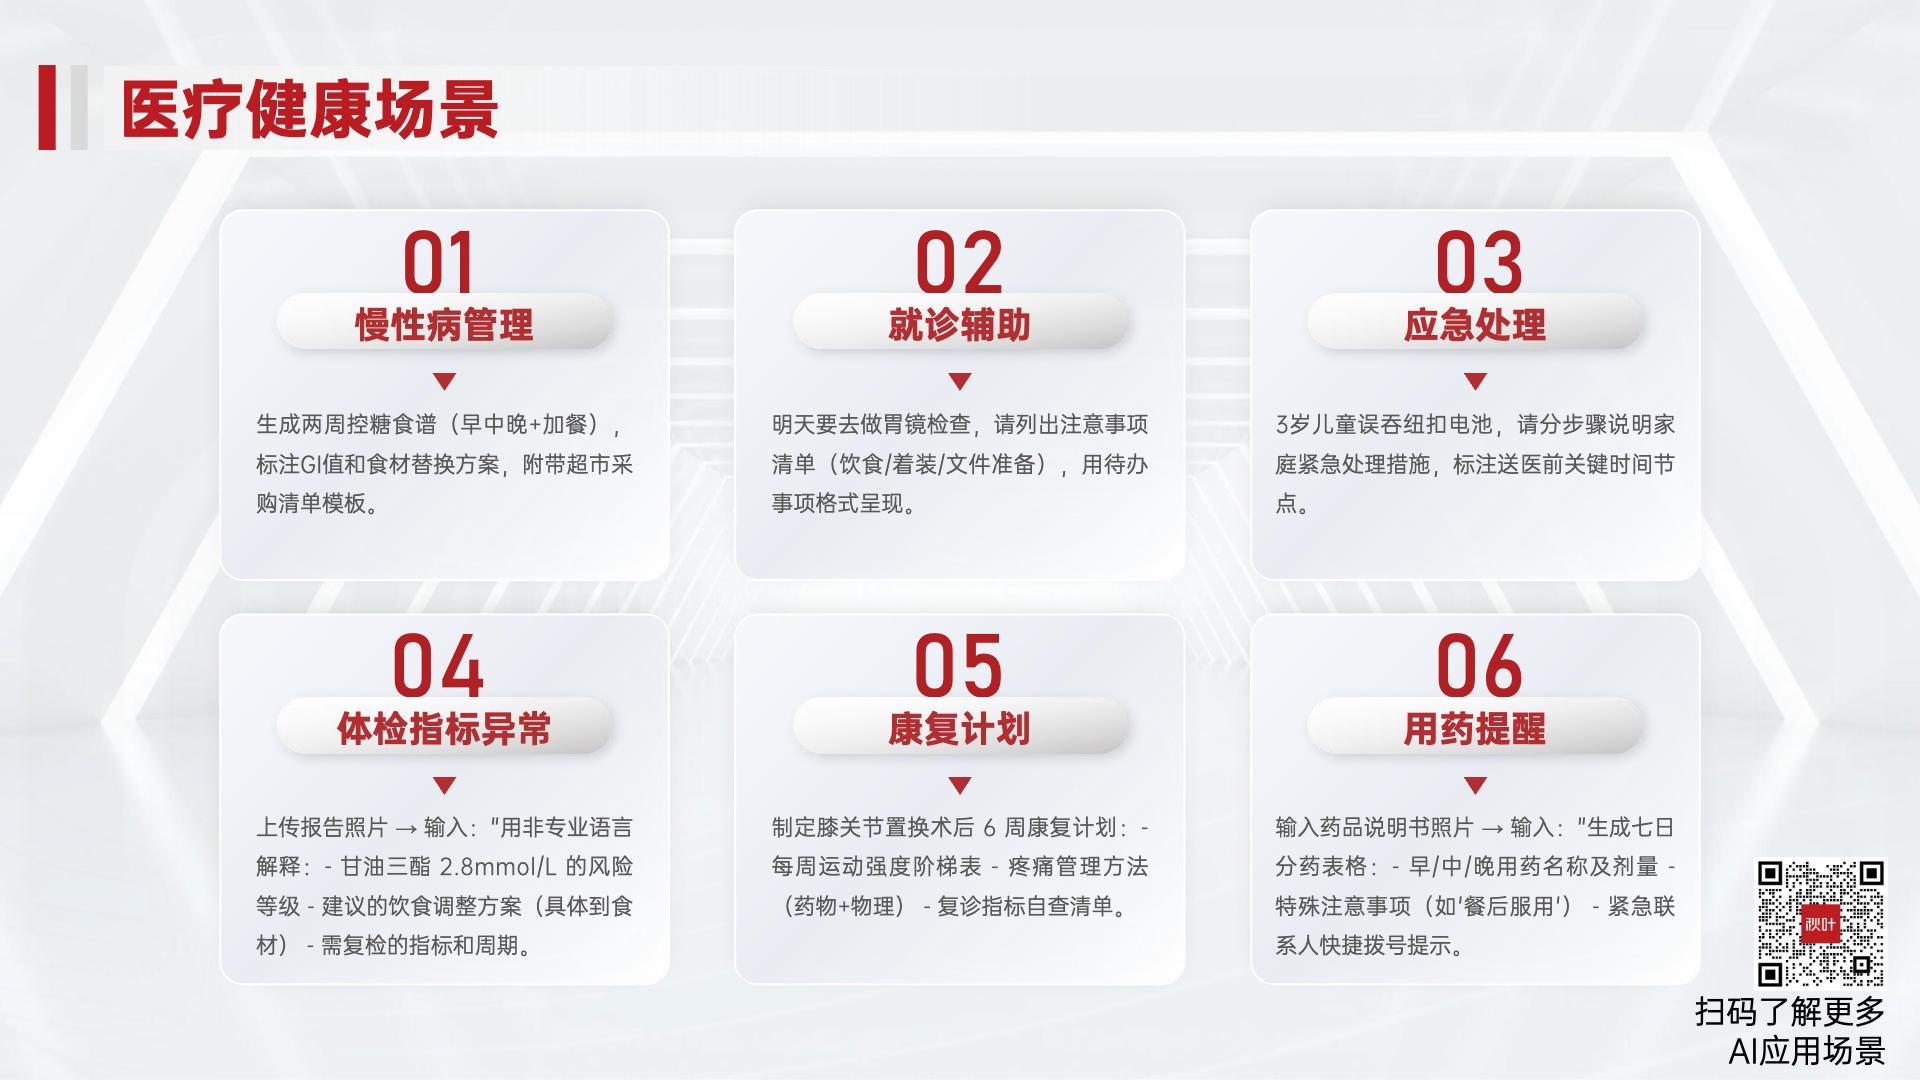 医疗健康场景
01
慢性病管理
生成两周控糖食谱（早中晚+加餐），
标注GI值和食材替换方案，附带超市采
购清单模板。
02
就诊辅助
明天要去做胃镜检查，请列出注意事项
清单（饮食/着装/文件准备），用待办
事项格式呈现。
03
应急处理
3岁儿童误吞纽扣电池，请分步骤说明家
庭紧急处理措施，标注送医前关键时间节
点。
04
体检指标异常
上传报告照片 → 输入："用非专业语言
解释：- 甘油三酯 2.8mmol/L 的风险
等级 - 建议的饮食调整方案（具体到食
材） - 需复检的指标和周期。
05
康复计划
制定膝关节置换术后 6 周康复计划：-
每周运动强度阶梯表 - 疼痛管理方法
（药物+物理） - 复诊指标自查清单。
06
用药提醒
输入药品说明书照片 → 输入："生成七日
分药表格：- 早/中/晚用药名称及剂量 -
特殊注意事项（如'餐后服用'） - 紧急联
系人快捷拨号提示。
秋叶
扫码了解更多
AI应用场景